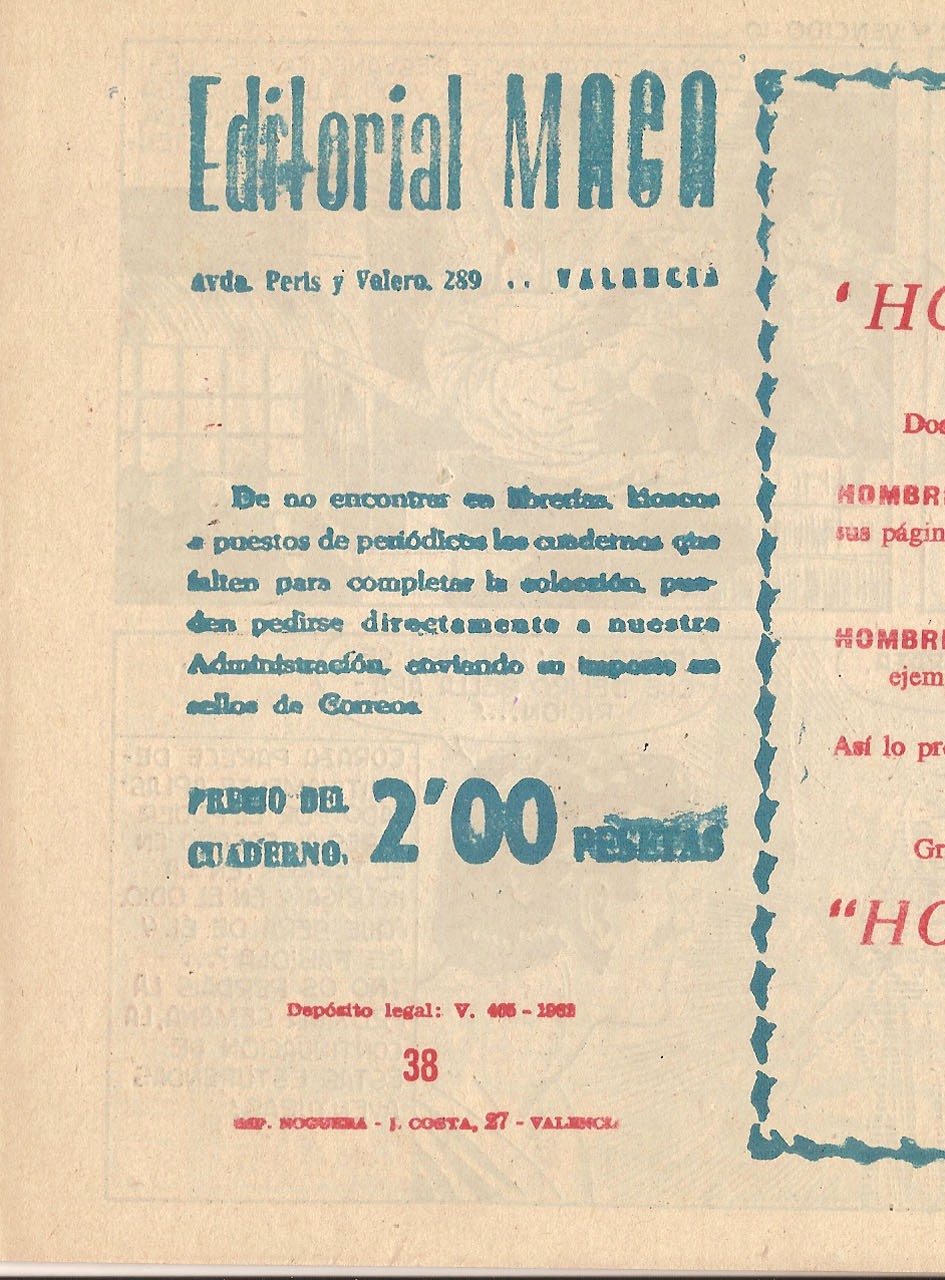 Editorial MAGA
Avda. Peris y Valero. 289 .. VALENCIA
De no encontrar en librerías, kioscos
o puestos de periódicos los cuadernos que
falten para completar la colección, pue-
den pedirse directamente a nuestra
Administración, enviando su importe en
sellos de Correos.
PRECIO DEL
CUADERNO, 2'00 PESETAS
Depósito legal: V. - 1962
38
IMP. NOGUERA - J. COSTA, 27 - VALENCIA
‘HO
Dos
HOMBR
sus págin
HOMBR
ejem
Así lo pr
Gr
“HO